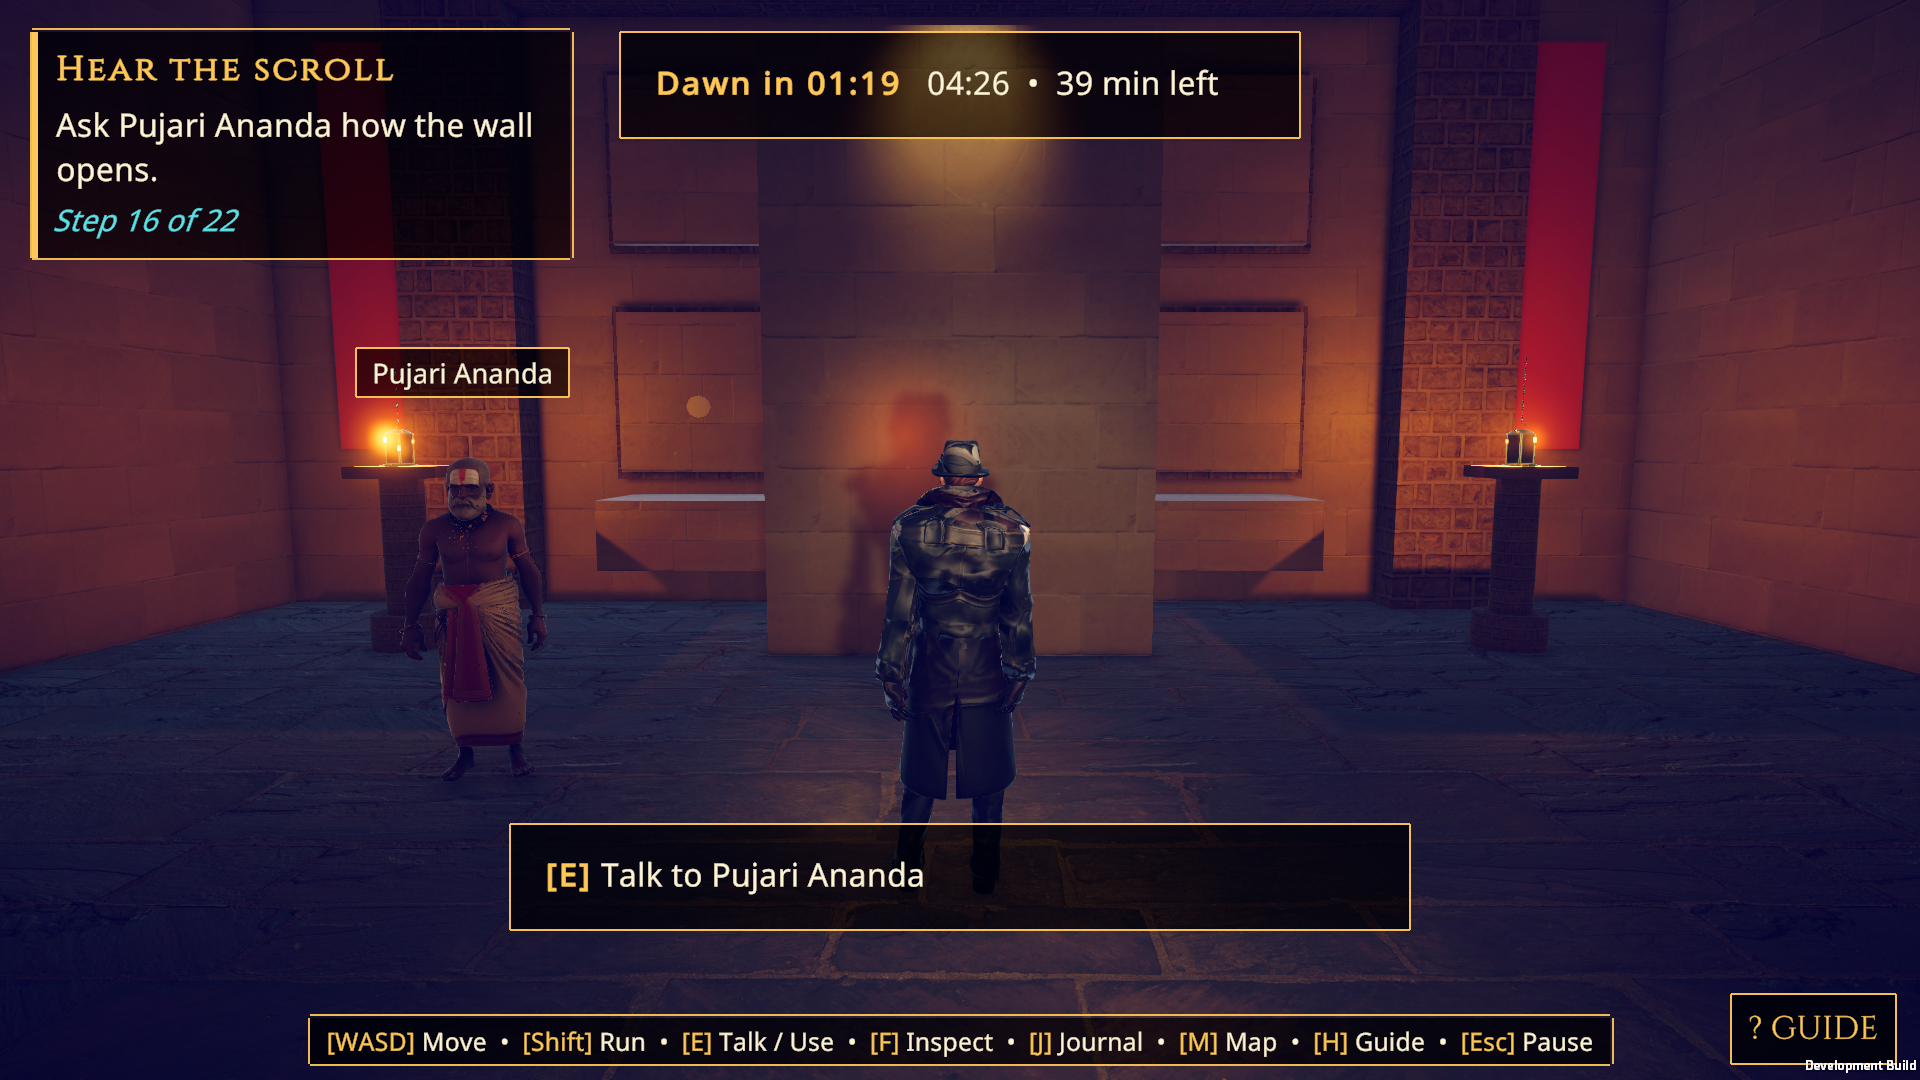 HEAR THE SCROLL
Ask Pujari Ananda how the wall
opens.
Step 16 of 22
Dawn in 01:19 04:26 • 39 min left
Pujari Ananda
[E] Talk to Pujari Ananda
[WASD] Move • [Shift] Run • [E] Talk / Use • [F] Inspect • [J] Journal • [M] Map • [H] Guide • [Esc] Pause
? GUIDE
Development Build